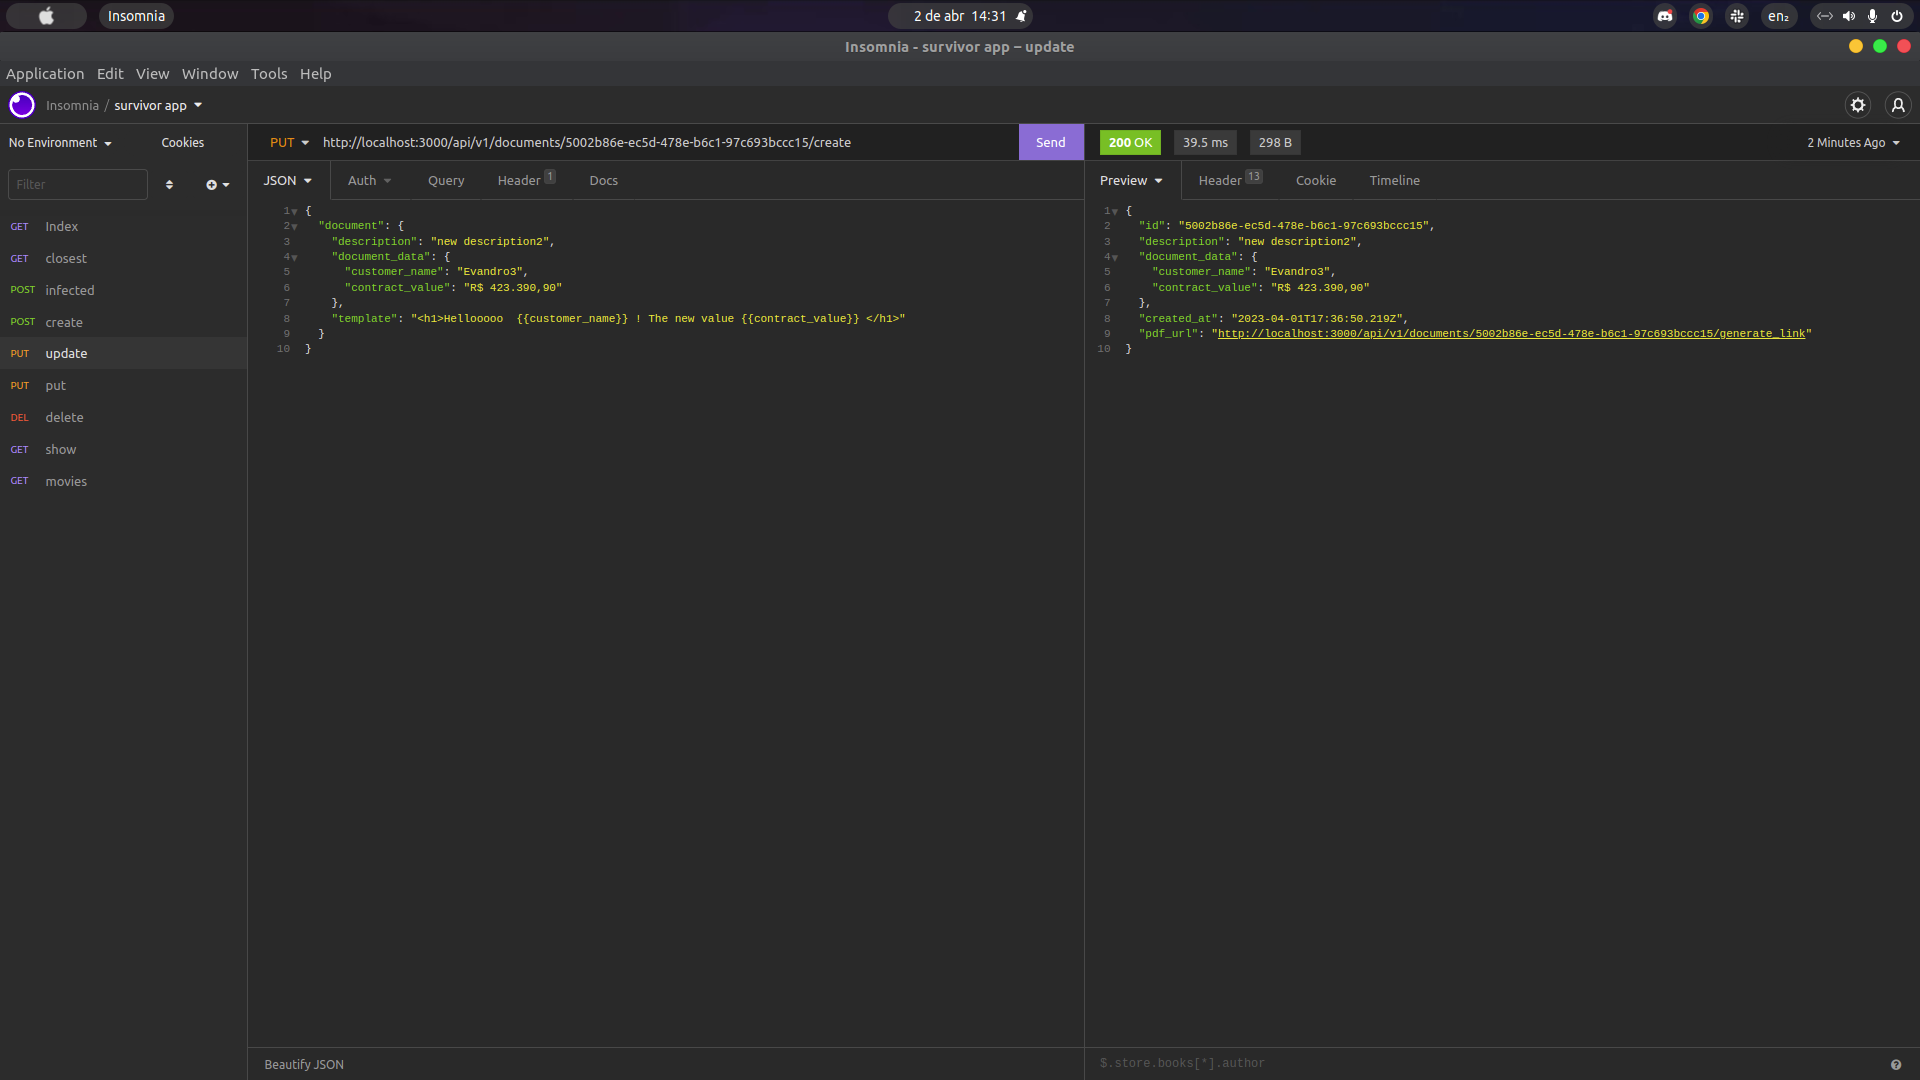 Insomnia
2 de abr 14:31
en₂
Insomnia - survivor app – update
Application Edit View Window Tools Help
Insomnia / survivor app
No Environment
Cookies
PUT http://localhost:3000/api/v1/documents/5002b86e-ec5d-478e-b6c1-97c693bccc15/create
Send
200 OK 39.5 ms 298 B
2 Minutes Ago
Filter
GET Index
GET closest
POST infected
POST create
PUT update
PUT put
DEL delete
GET show
GET movies
JSON Auth Query Header 1 Docs
1 {
2 "document": {
3 "description": "new description2",
4 "document_data": {
5 "customer_name": "Evandro3",
6 "contract_value": "R$ 423.390,90"
7 },
8 "template": "<h1>Hellooooo  {{customer_name}} ! The new value {{contract_value}} </h1>"
9 }
10 }
Beautify JSON
Preview Header 13 Cookie Timeline
1 {
2 "id": "5002b86e-ec5d-478e-b6c1-97c693bccc15",
3 "description": "new description2",
4 "document_data": {
5 "customer_name": "Evandro3",
6 "contract_value": "R$ 423.390,90"
7 },
8 "created_at": "2023-04-01T17:36:50.219Z",
9 "pdf_url": "http://localhost:3000/api/v1/documents/5002b86e-ec5d-478e-b6c1-97c693bccc15/generate_link"
10 }
$.store.books[*].author